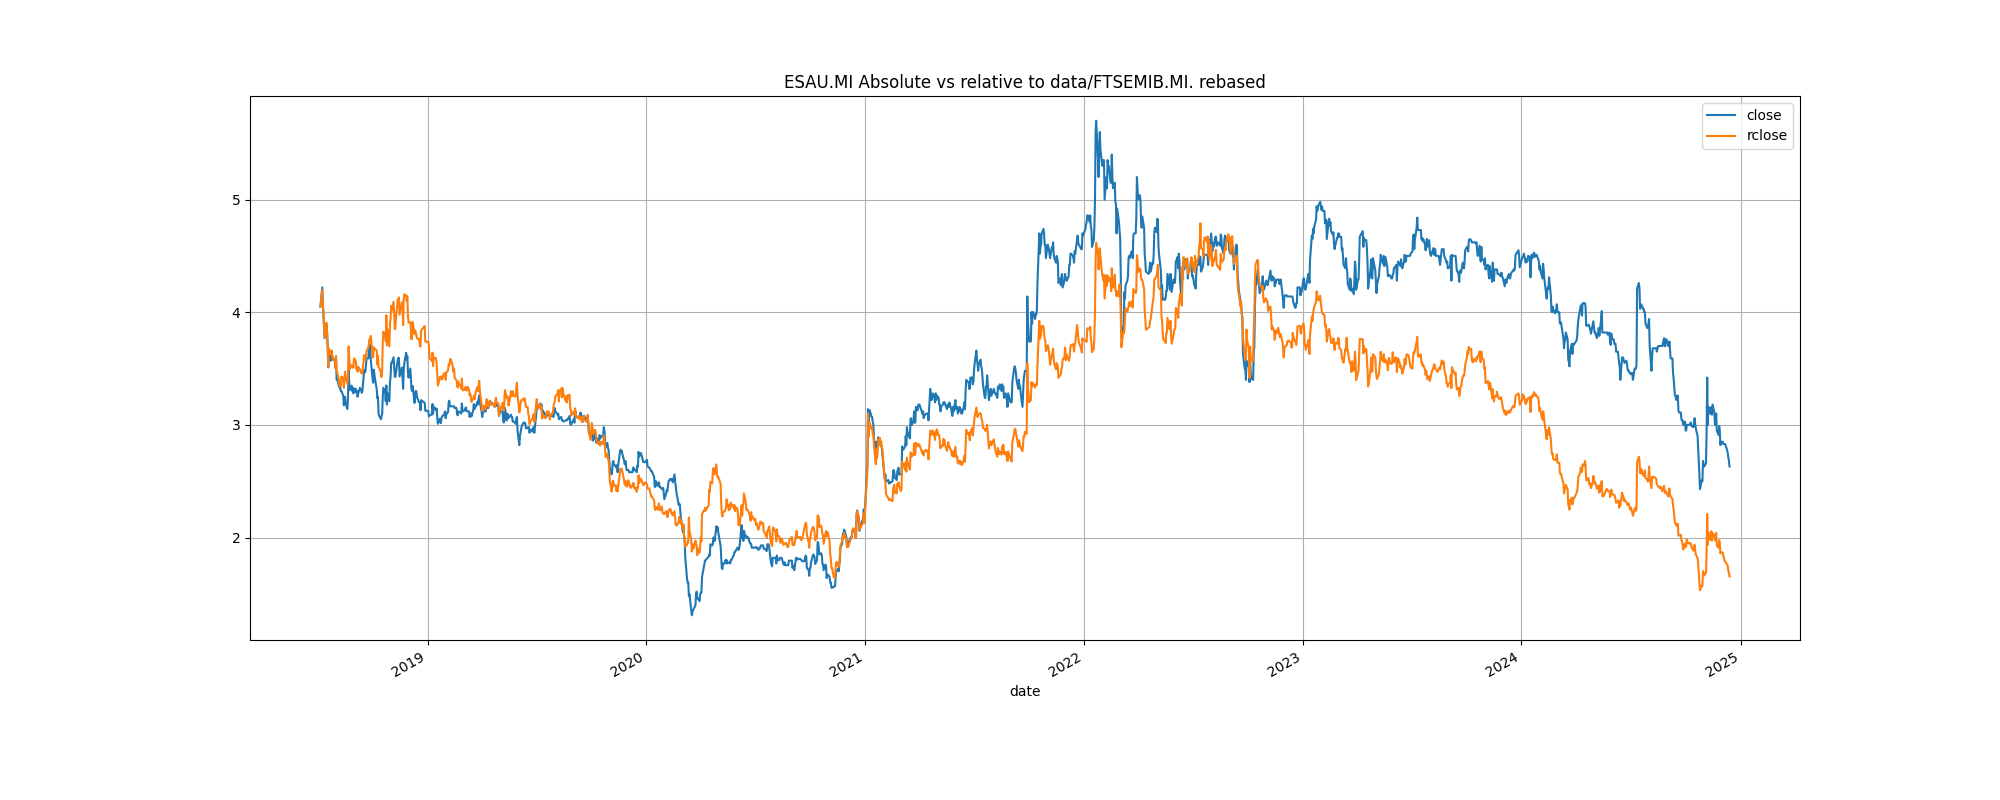 ESAU.MI Absolute vs relative to data/FTSEMIB.MI. rebased
close
rclose
5
4
3
2
2019
2020
2021
2022
2023
2024
2025
date